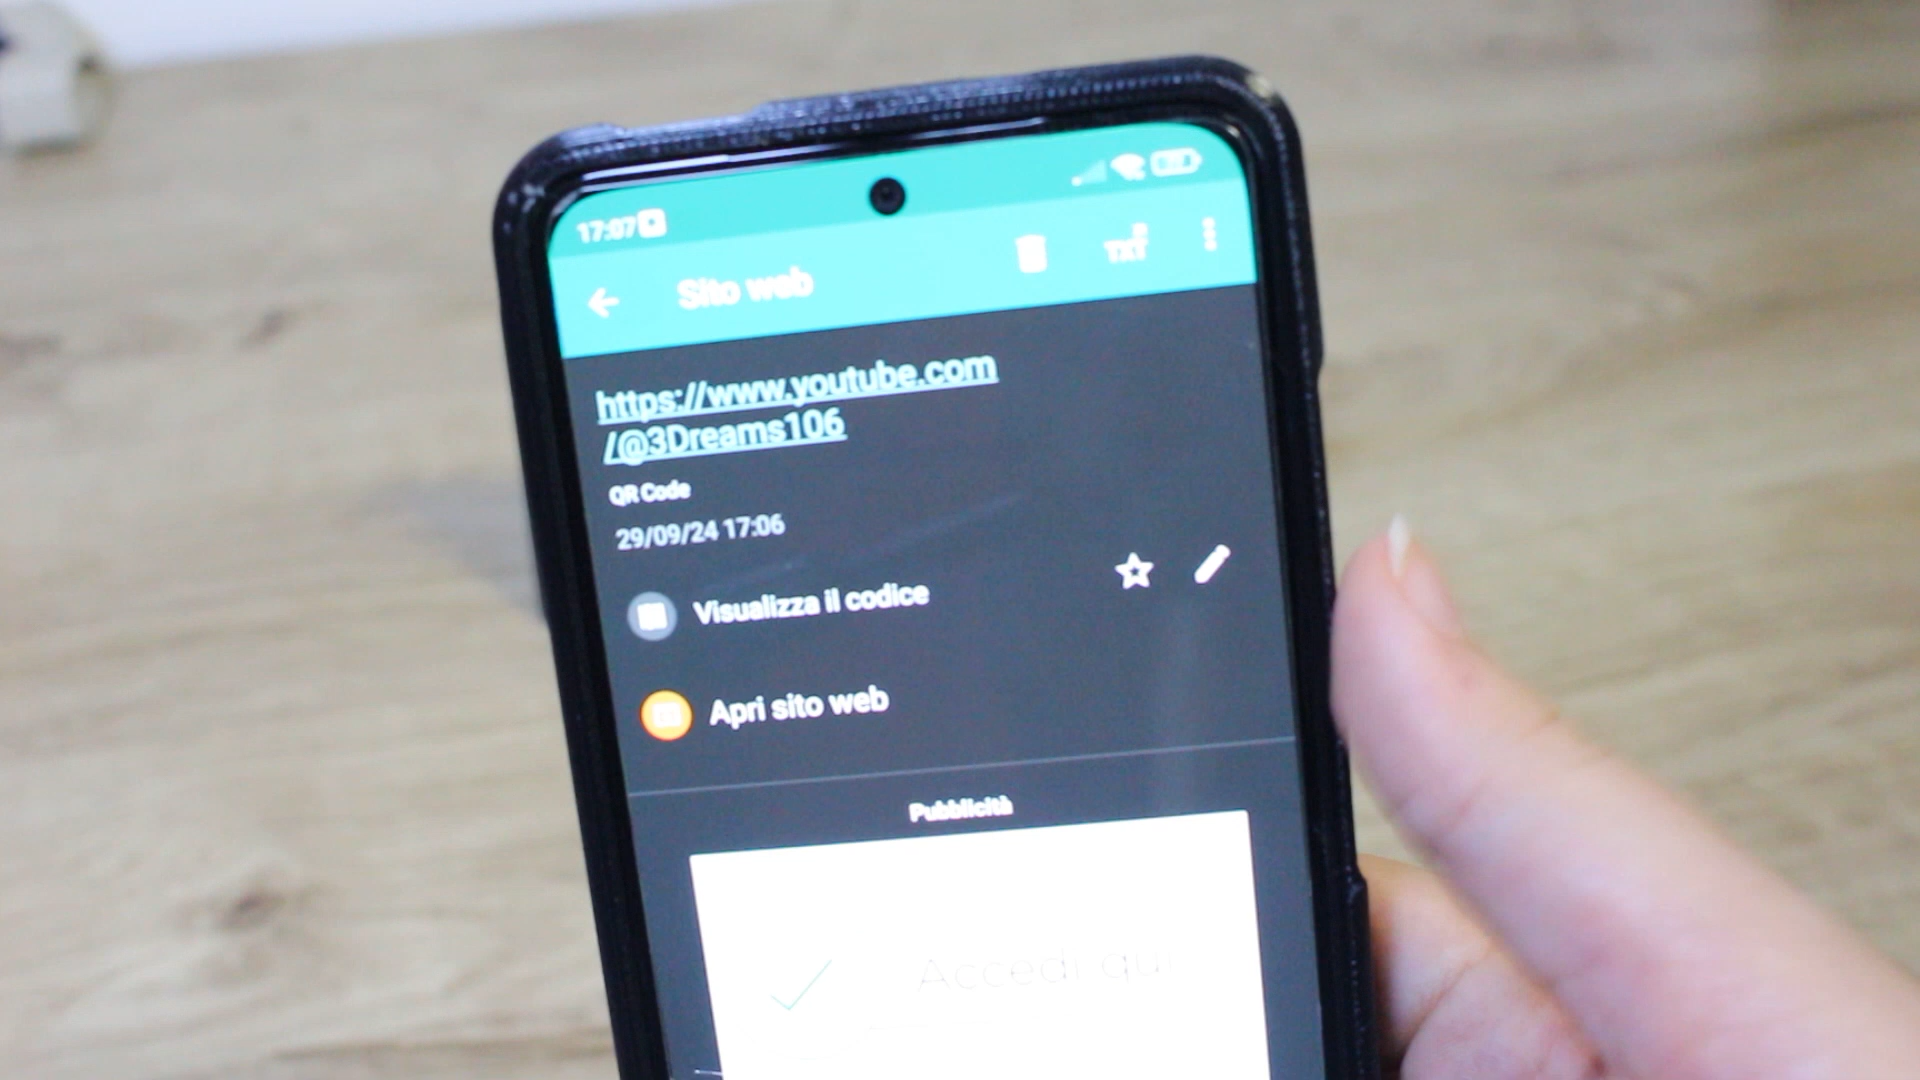 17:07
Sito web
TXT
https://www.youtube.com
/@3Dreams106
QR Code
29/09/24 17:06
Visualizza il codice
Apri sito web
Pubblicità
Accedi qui